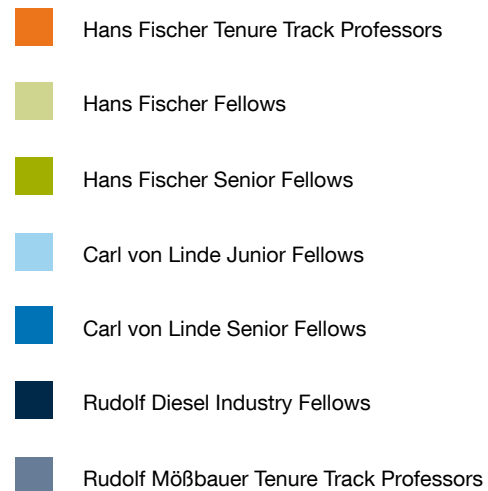 Hans Fischer Tenure Track Professors
Hans Fischer Fellows
Hans Fischer Senior Fellows
Carl von Linde Junior Fellows
Carl von Linde Senior Fellows
Rudolf Diesel Industry Fellows
Rudolf Mößbauer Tenure Track Professors